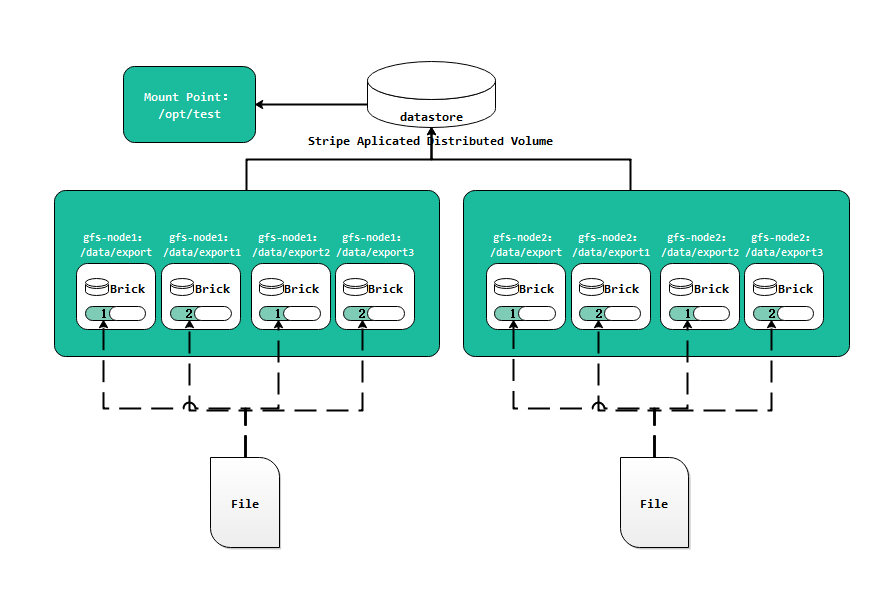 Mount Point:
/opt/test
datastore
Stripe Aplicated Distributed Volume
gfs-node1: gfs-node1: gfs-node1: gfs-node1:
/data/export /data/export1 /data/export2 /data/export3
Brick Brick Brick Brick
1 2 1 2
gfs-node2: gfs-node2: gfs-node2: gfs-node2:
/data/export /data/export1 /data/export2 /data/export3
Brick Brick Brick Brick
1 2 1 2
File
File